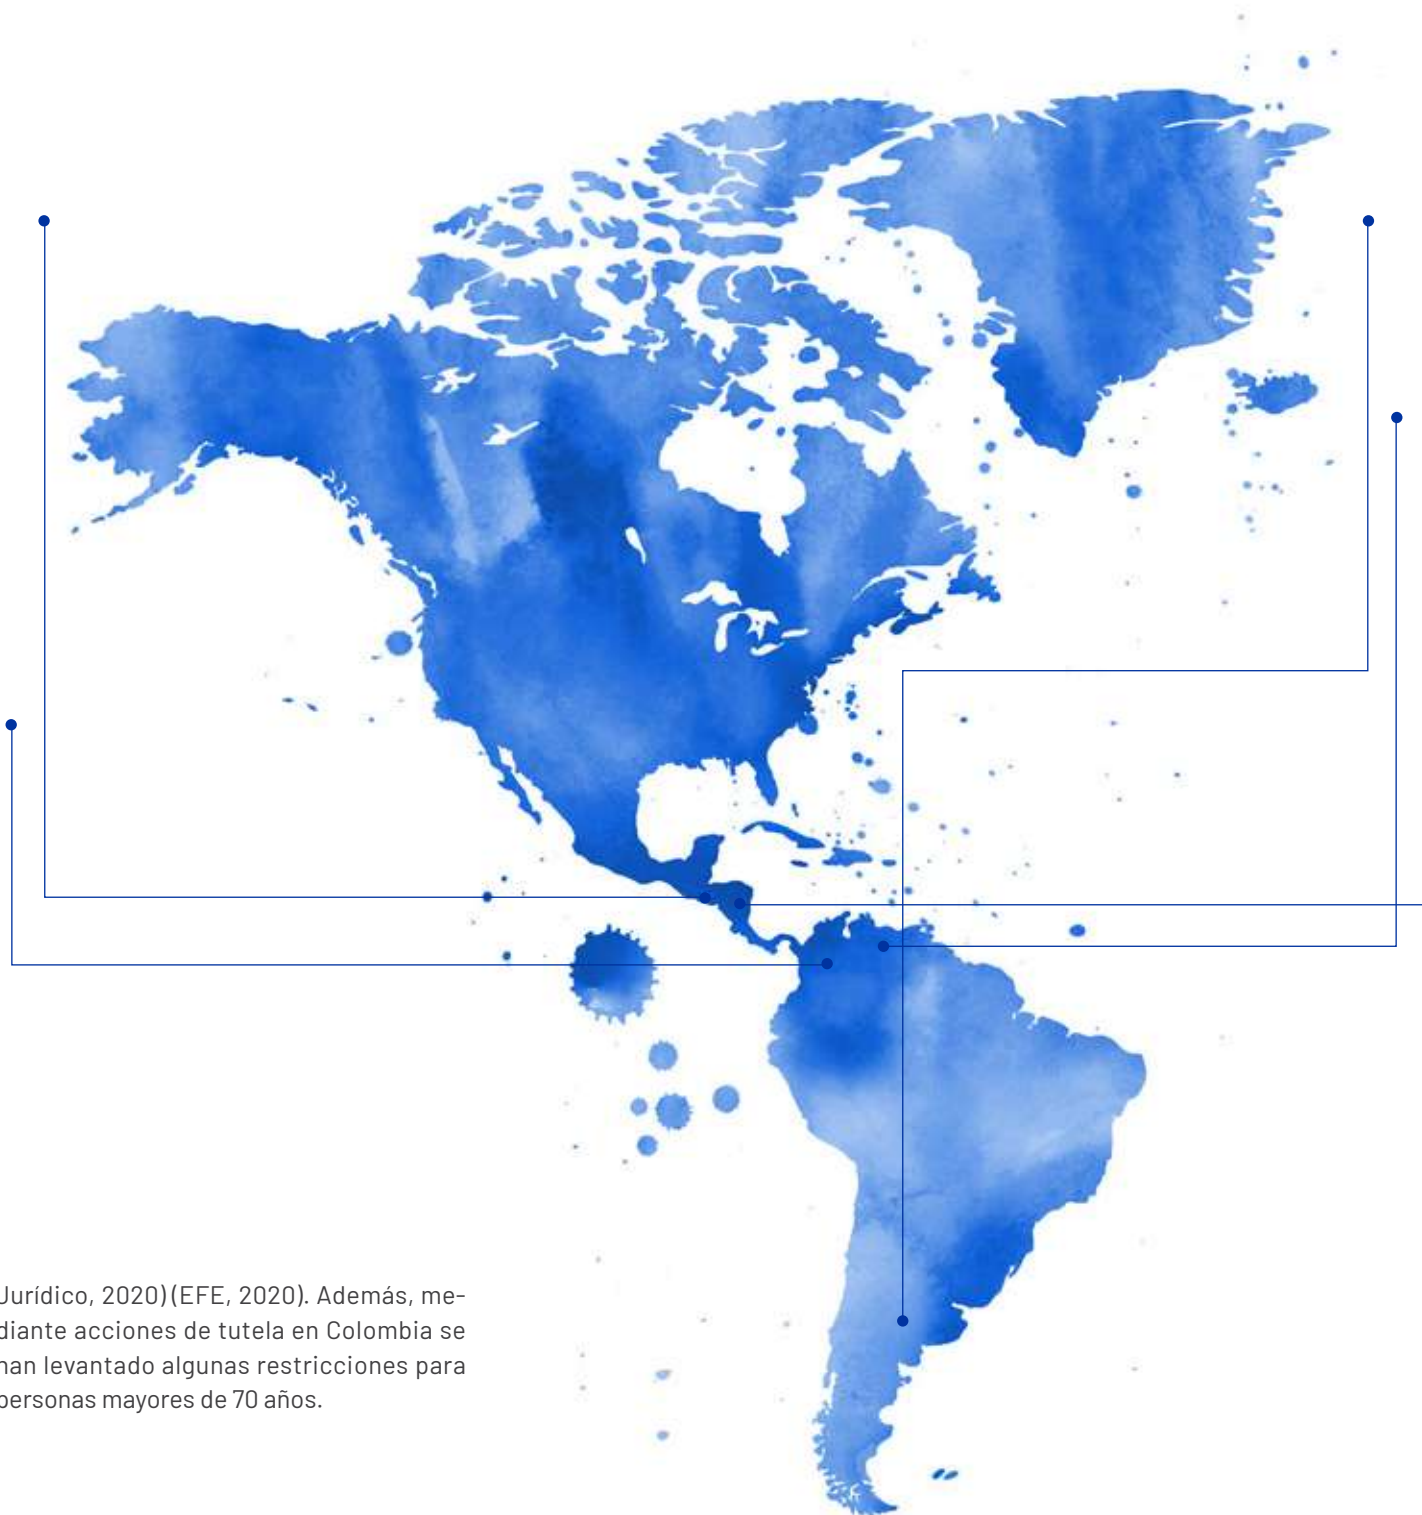 Jurídico, 2020) (EFE, 2020). Además, me-
diante acciones de tutela en Colombia se
han levantado algunas restricciones para
personas mayores de 70 años.